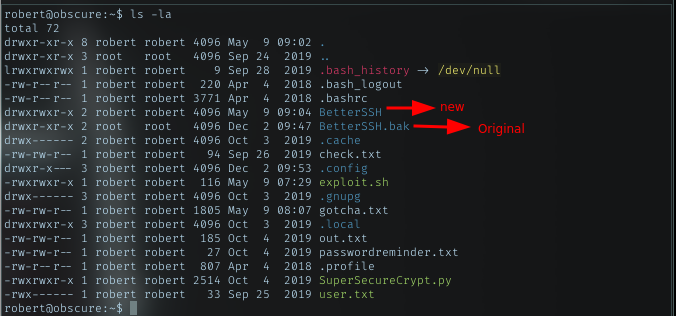 robert@obscure:~$ ls -la
total 72
drwxr-xr-x 8 robert robert 4096 May  9 09:02 .
drwxr-xr-x 3 root   root   4096 Sep 24  2019 ..
lrwxrwxrwx 1 robert robert    9 Sep 28  2019 .bash_history → /dev/null
-rw-r--r-- 1 robert robert  220 Apr  4  2018 .bash_logout
-rw-r--r-- 1 robert robert 3771 Apr  4  2018 .bashrc
drwxrwxr-x 2 robert robert 4096 May  9 09:04 BetterSSH new
drwxr-xr-x 2 root   root   4096 Dec  2 09:47 BetterSSH.bak Original
drwx------ 2 robert robert 4096 Oct  3  2019 .cache
-rw-rw-r-- 1 robert robert   94 Sep 26  2019 check.txt
drwxr-x--- 3 robert robert 4096 Dec  2 09:53 .config
-rwxrwxr-x 1 robert robert  116 May  9 07:29 exploit.sh
drwx------ 3 robert robert 4096 Oct  3  2019 .gnupg
-rw-rw-r-- 1 robert robert 1805 May  9 08:07 gotcha.txt
drwxrwxr-x 3 robert robert 4096 Oct  3  2019 .local
-rw-rw-r-- 1 robert robert  185 Oct  4  2019 out.txt
-rw-rw-r-- 1 robert robert   27 Oct  4  2019 passwordreminder.txt
-rw-r--r-- 1 robert robert  807 Apr  4  2018 .profile
-rwxrwxr-x 1 robert robert 2514 Oct  4  2019 SuperSecureCrypt.py
-rwx------ 1 robert robert   33 Sep 25  2019 user.txt
robert@obscure:~$